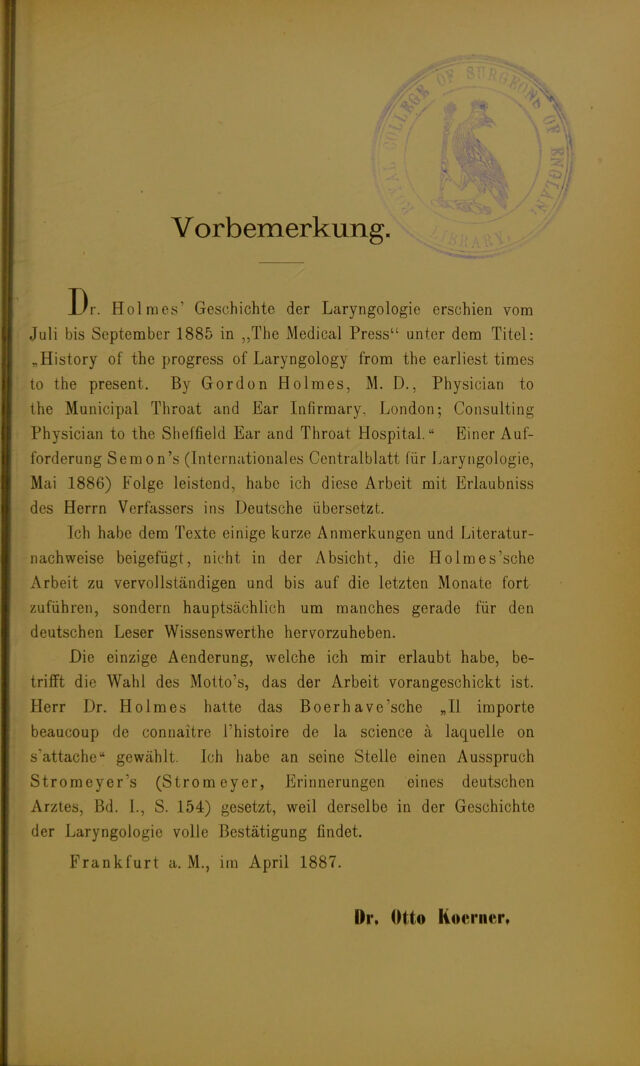 ROYAL COLLEGE OF SURGEONS OF ENGLAND
LIBRARY.
Vorbemerkung.
Dr. Holmes' Geschichte der Laryngologie erschien vom
Juli bis September 1885 in „The Medical Press“ unter dem Titel:
„History of the progress of Laryngology from the earliest times
to the present. By Gordon Holmes, M. D., Physician to
the Municipal Throat and Ear Infirmary, London; Consulting
Physician to the Sheffield Ear and Throat Hospital.“ Einer Auf-
forderung Semon's (Internationales Centralblatt für Laryngologie,
Mai 1886) Folge leistend, habe ich diese Arbeit mit Erlaubniss
des Herrn Verfassers ins Deutsche übersetzt.
Ich habe dem Texte einige kurze Anmerkungen und Literatur-
nachweise beigefügt, nicht in der Absicht, die Holmes'sche
Arbeit zu vervollständigen und bis auf die letzten Monate fort
zuführen, sondern hauptsächlich um manches gerade für den
deutschen Leser Wissenswerthe hervorzuheben.
Die einzige Aenderung, welche ich mir erlaubt habe, be-
trifft die Wahl des Motto's, das der Arbeit vorangeschickt ist.
Herr Dr. Holmes hatte das Boerhave'sche „Il importe
beaucoup de connaître l'histoire de la science à laquelle on
s'attache“ gewählt. Ich habe an seine Stelle einen Ausspruch
Stromeyer's (Stromeyer, Erinnerungen eines deutschen
Arztes, Bd. I., S. 154) gesetzt, weil derselbe in der Geschichte
der Laryngologie volle Bestätigung findet.
Frankfurt a. M., im April 1887.
Dr. Otto Koerner.